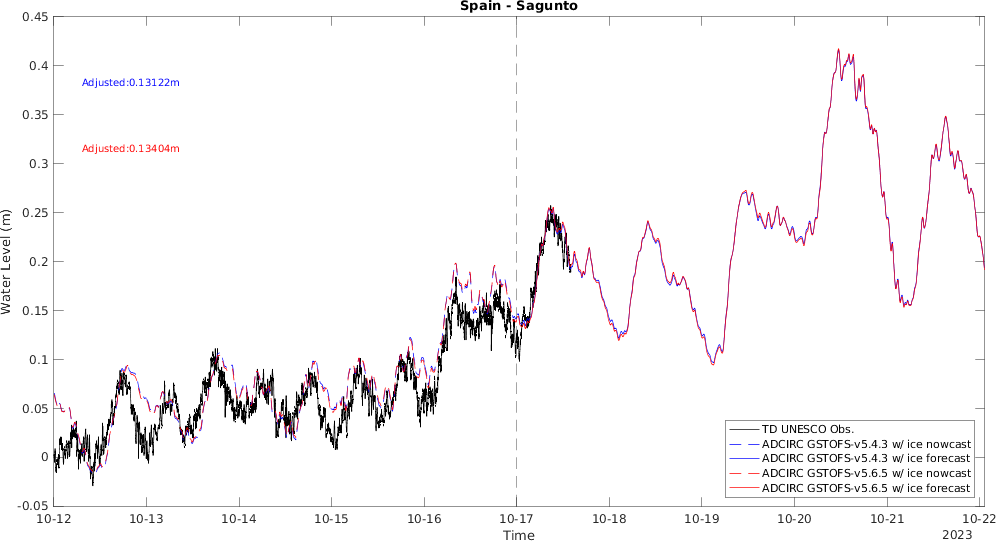 Spain - Sagunto
0.45
0.4
0.35
0.3
0.25
0.2
0.15
0.1
0.05
0
-0.05
Water Level (m)
Adjusted:0.13122m
Adjusted:0.13404m
TD UNESCO Obs.
ADCIRC GSTOFS-v5.4.3 w/ ice nowcast
ADCIRC GSTOFS-v5.4.3 w/ ice forecast
ADCIRC GSTOFS-v5.6.5 w/ ice nowcast
ADCIRC GSTOFS-v5.6.5 w/ ice forecast
10-12 10-13 10-14 10-15 10-16 10-17 10-18 10-19 10-20 10-21 10-22
Time
2023